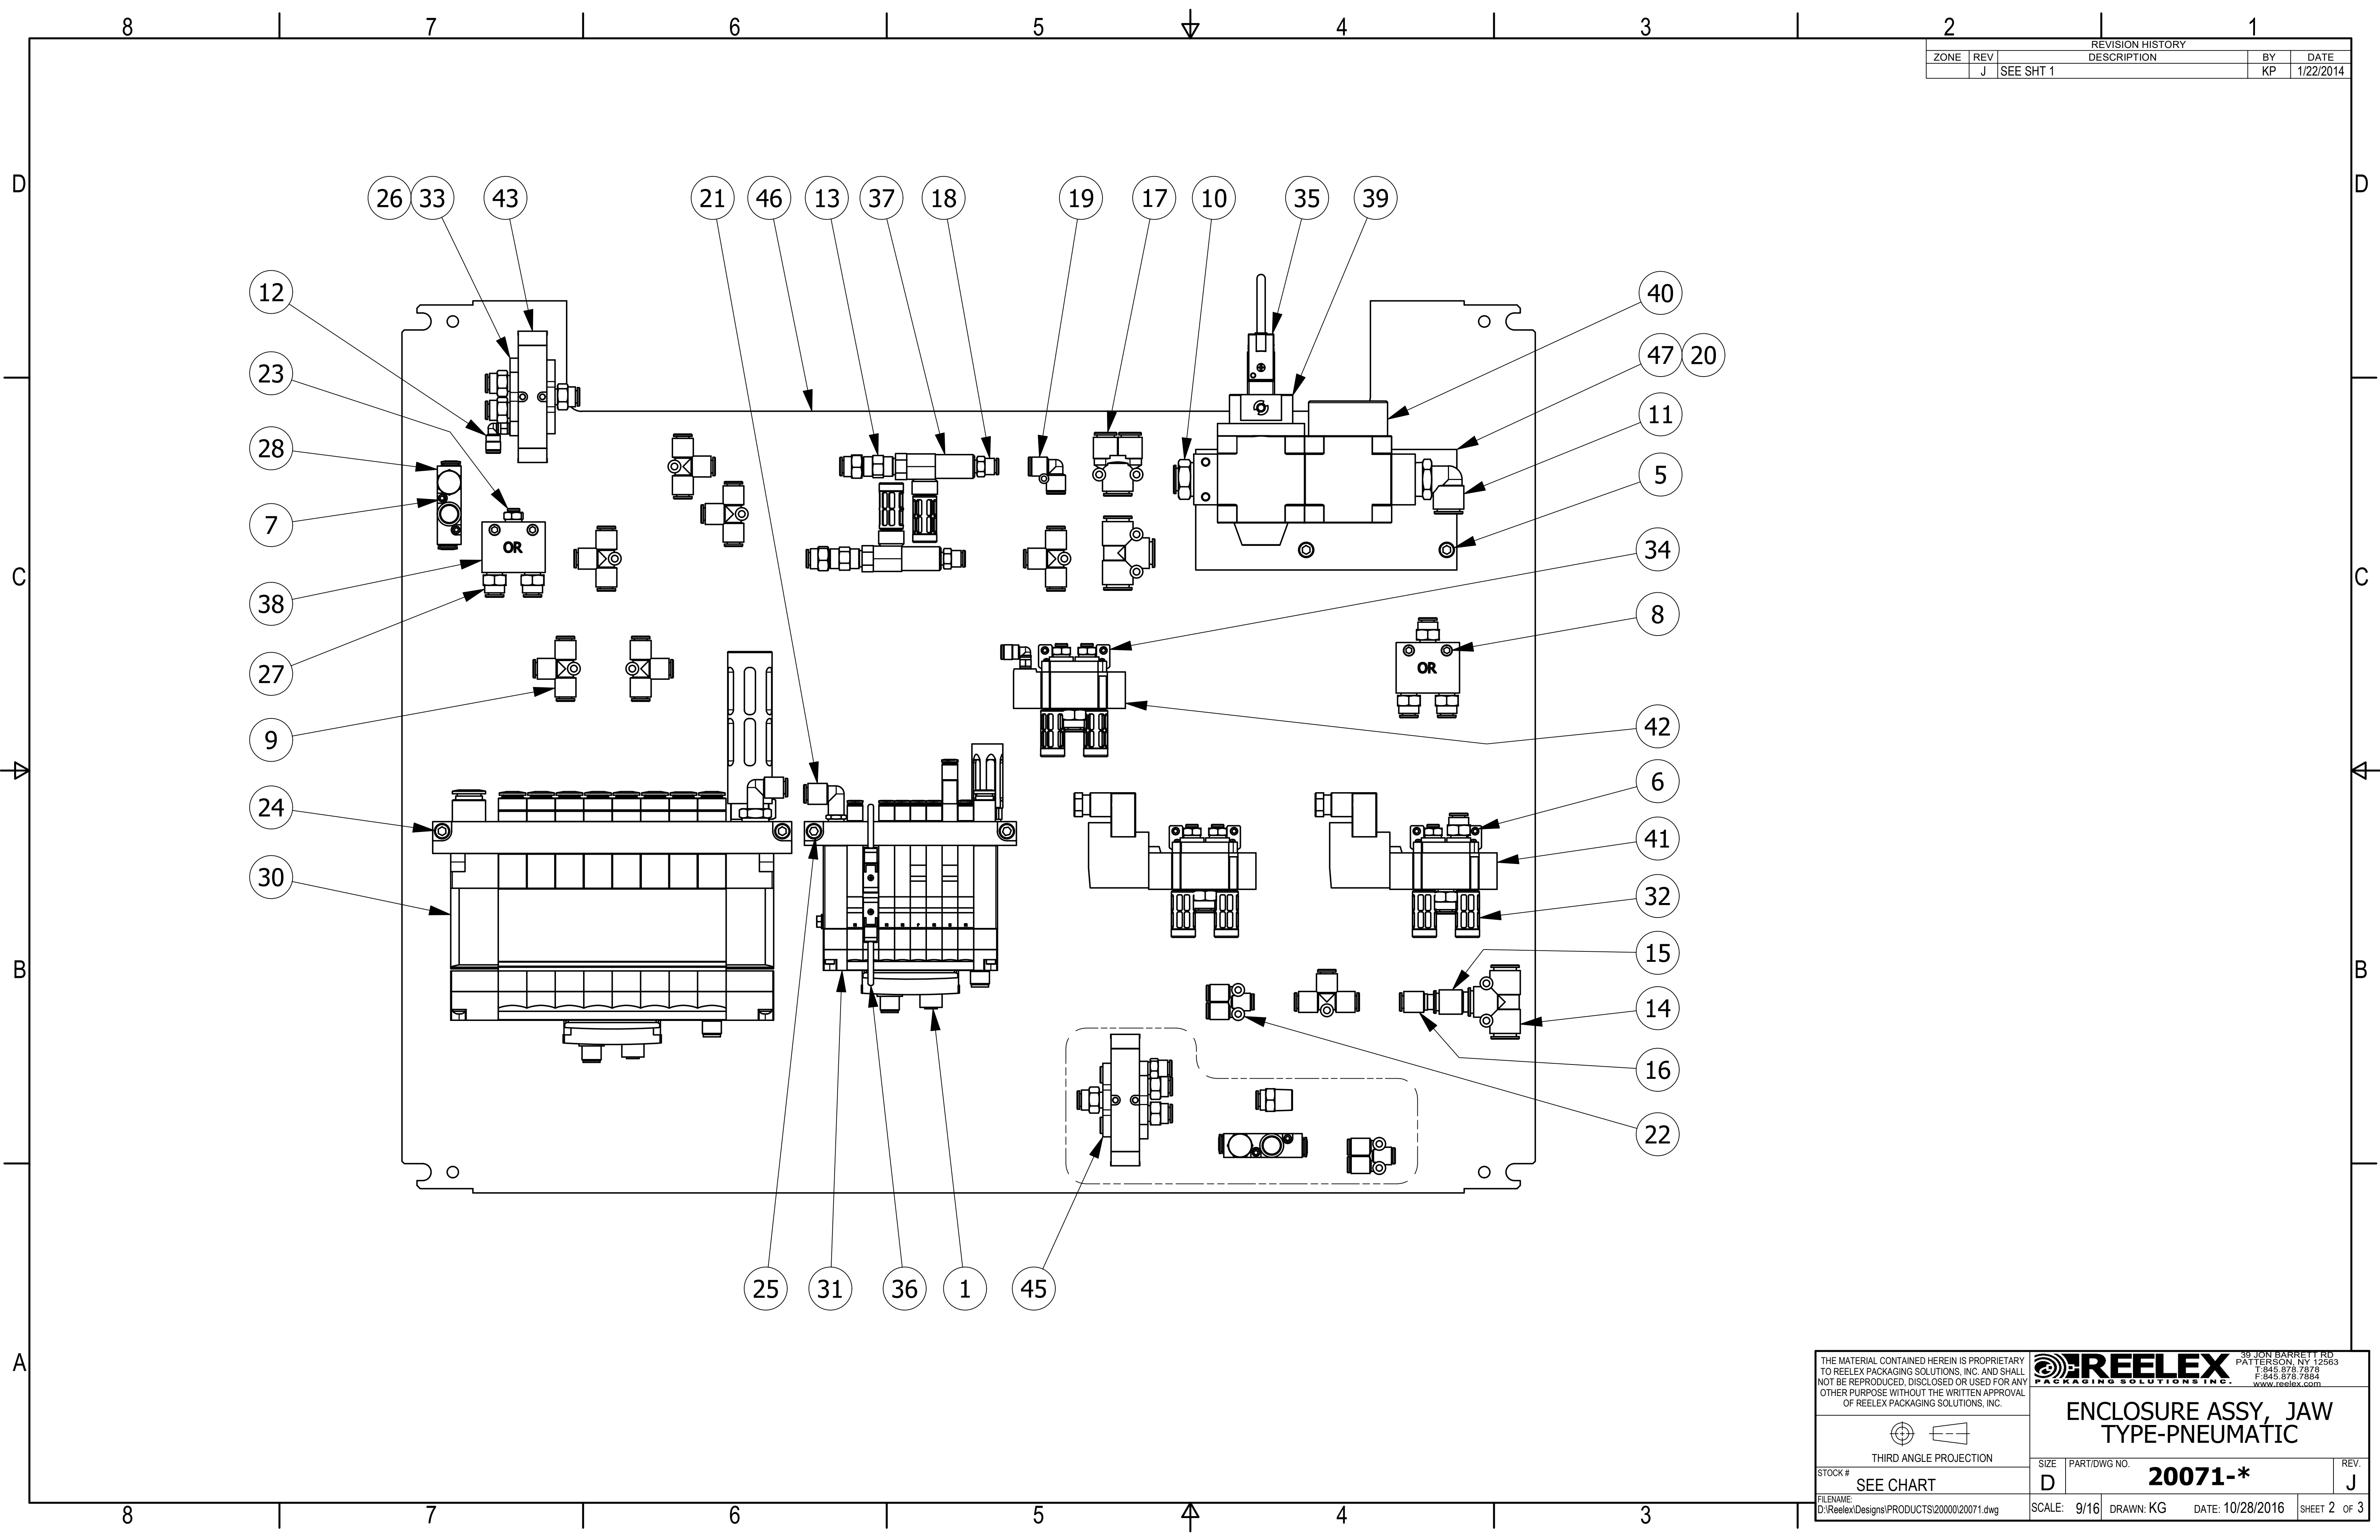 8 7 6 5 4 3 2 1
REVISION HISTORY
ZONE REV DESCRIPTION BY DATE
J SEE SHT 1 KP 1/22/2014
D D
26 33 43 21 46 13 37 18 19 17 10 35 39
12
40
23
47 20
28
11
7
5
OR
34
C C
38
8
27
OR
9
42
24
6
30
41
32
15
B B
14
16
22
25 31 36 1 45
A
THE MATERIAL CONTAINED HEREIN IS PROPRIETARY
TO REELEX PACKAGING SOLUTIONS, INC. AND SHALL
NOT BE REPRODUCED, DISCLOSED OR USED FOR ANY
OTHER PURPOSE WITHOUT THE WRITTEN APPROVAL
OF REELEX PACKAGING SOLUTIONS, INC.
REELEX
PACKAGING SOLUTIONS INC.
39 JON BARRETT RD
PATTERSON, NY 12563
T:845.878.7878
F:845.878.7884
www.reelex.com
ENCLOSURE ASSY, JAW
TYPE-PNEUMATIC
THIRD ANGLE PROJECTION
STOCK #
SEE CHART
SIZE
D
PART/DWG NO.
20071-*
REV.
J
FILENAME:
D:\Reelex\Designs\PRODUCTS\20000\20071.dwg
SCALE: 9/16 DRAWN: KG DATE: 10/28/2016 SHEET 2 OF 3
8 7 6 5 4 3